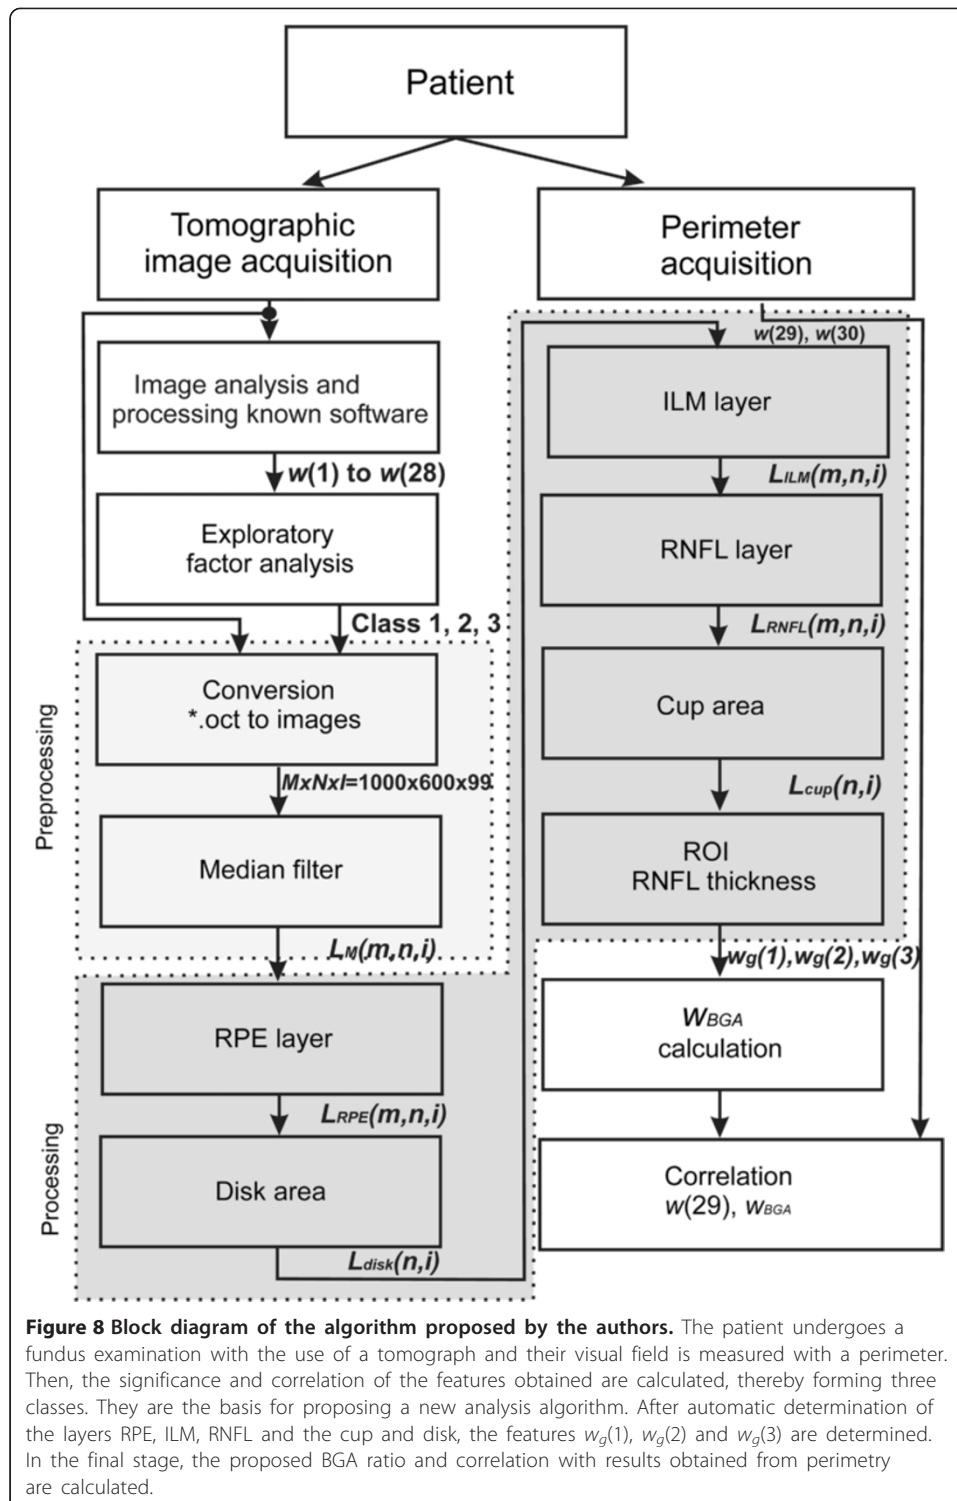 Patient
Tomographic
image acquisition
Perimeter
acquisition
w(29), w(30)
Image analysis and
processing known software
w(1) to w(28)
Exploratory
factor analysis
Class 1, 2, 3
Preprocessing
Conversion
*.oct to images
MxNxI=1000x600x99
Median filter
LM(m,n,i)
Processing
RPE layer
LRPE(m,n,i)
Disk area
Ldisk(n,i)
ILM layer
LILM(m,n,i)
RNFL layer
LRNFL(m,n,i)
Cup area
Lcup(n,i)
ROI
RNFL thickness
wg(1),wg(2),wg(3)
WBGA
calculation
Correlation
w(29), wBGA
Figure 8 Block diagram of the algorithm proposed by the authors. The patient undergoes a
fundus examination with the use of a tomograph and their visual field is measured with a perimeter.
Then, the significance and correlation of the features obtained are calculated, thereby forming three
classes. They are the basis for proposing a new analysis algorithm. After automatic determination of
the layers RPE, ILM, RNFL and the cup and disk, the features wg(1), wg(2) and wg(3) are determined.
In the final stage, the proposed BGA ratio and correlation with results obtained from perimetry
are calculated.